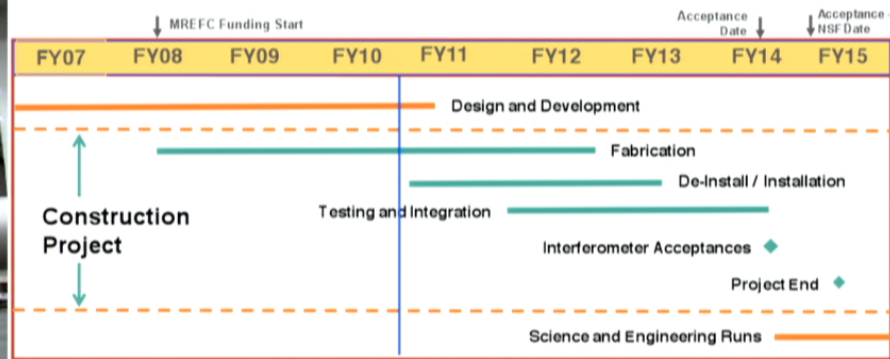 MREFC Funding Start
Acceptance
Date
Acceptance -
NSF Date
FY07 FY08 FY09 FY10 FY11 FY12 FY13 FY14 FY15
Design and Development
Fabrication
De-Install / Installation
Construction
Project
Testing and Integration
Interferometer Acceptances
Project End
Science and Engineering Runs